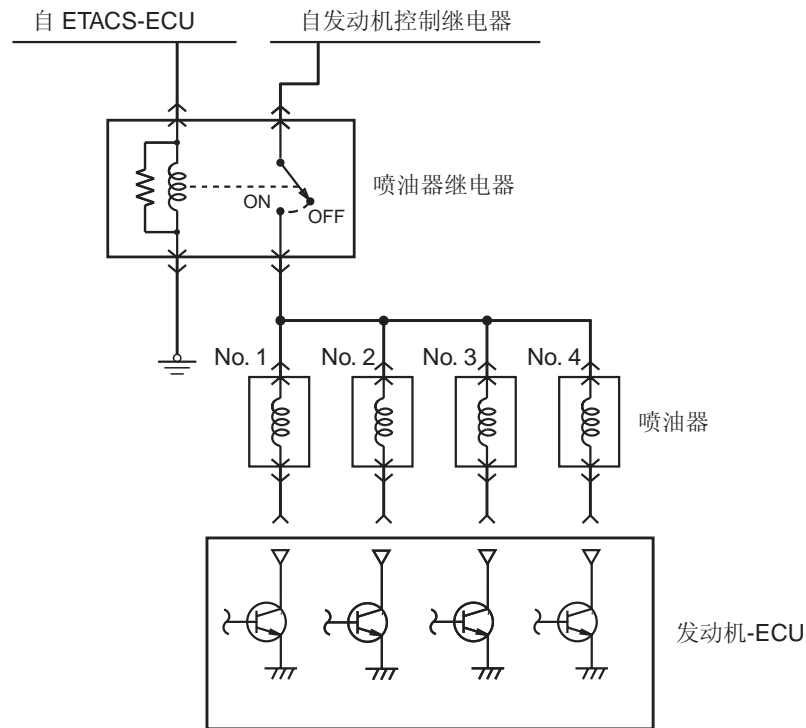 自 ETACS-ECU
自发动机控制继电器
喷油器继电器
ON
OFF
No. 1
No. 2
No. 3
No. 4
喷油器
发动机-ECU